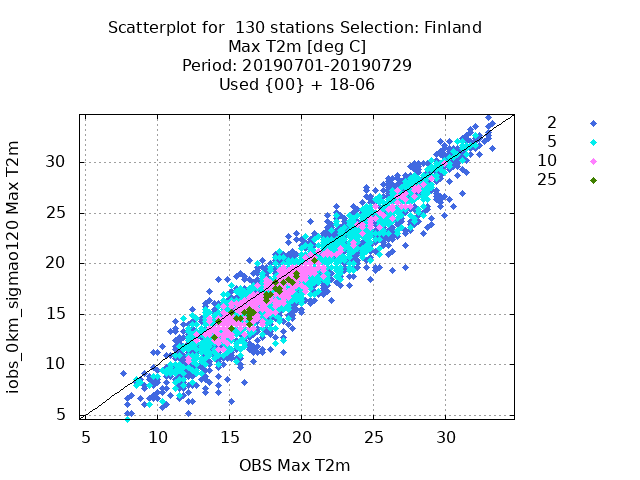 Scatterplot for  130 stations Selection: Finland
Max T2m [deg C]
Period: 20190701-20190729
Used {00} + 18-06
iobs_0km_sigmao120 Max T2m
30
25
20
15
10
5
5 10 15 20 25 30
OBS Max T2m
2
5
10
25